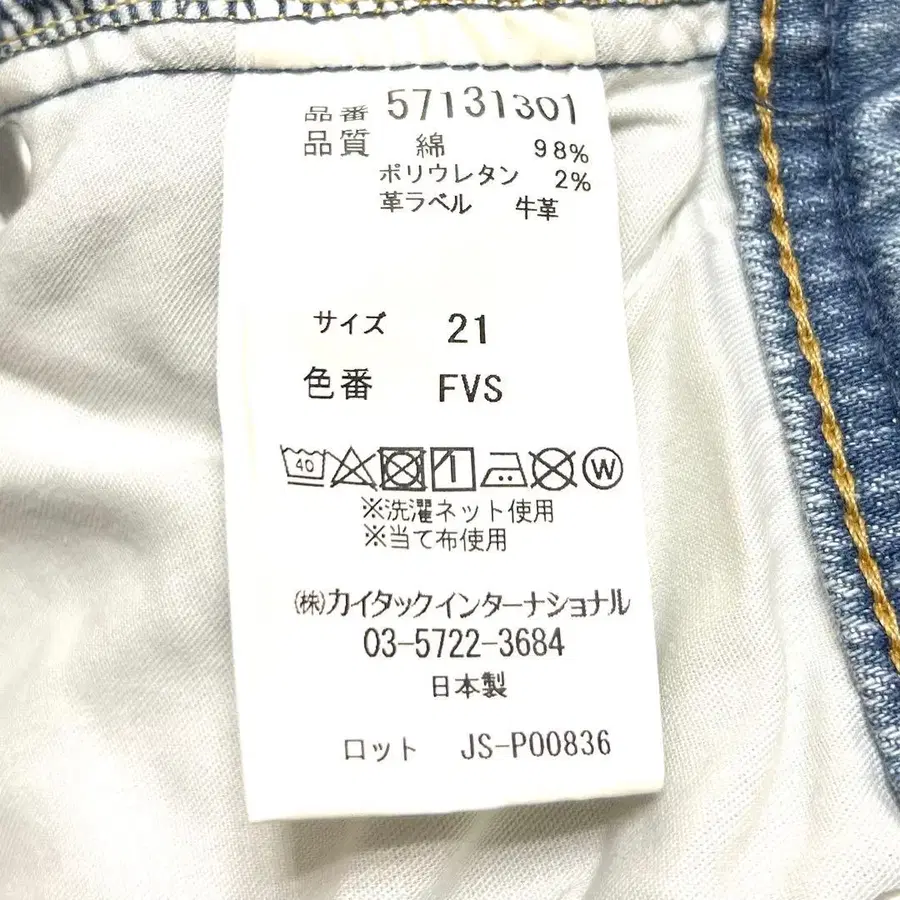 品番 57131301
品質 綿 98%
ポリウレタン 2%
革ラベル 牛革
サイズ 21
色番 FVS
40 W
※洗濯ネット使用
※当て布使用
㈱カイタックインターナショナル
03-5722-3684
日本製
ロット JS-P00836